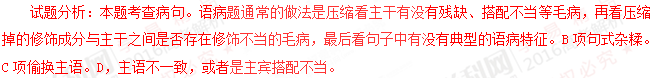 试题分析：本题考查病句。语病题通常的做法是压缩看主干有没有残缺、搭配不当等毛病，再看压缩
掉的修饰成分与主干之间是否存在修饰不当的毛病，最后看句子中有没有典型的语病特征。B 项句式杂糅。
C 项偷换主语。D，主语不一致，或者是主宾搭配不当。